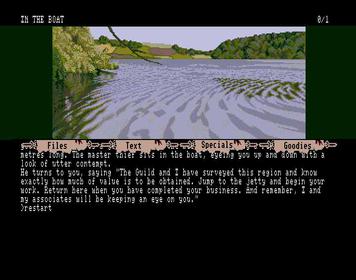 IN THE BOAT 0/1
Files Text Specials Goodies
metres long. The master thief sits in the boat, eyeing you up and down with a
look of utter contempt.
He turns to you, saying "The Guild and I have surveyed this region and know
exactly how much of value is to be obtained. Jump to the jetty and begin your
work. Return here when you have completed your business. And remember, I and
my associates will be keeping an eye on you."
>restart